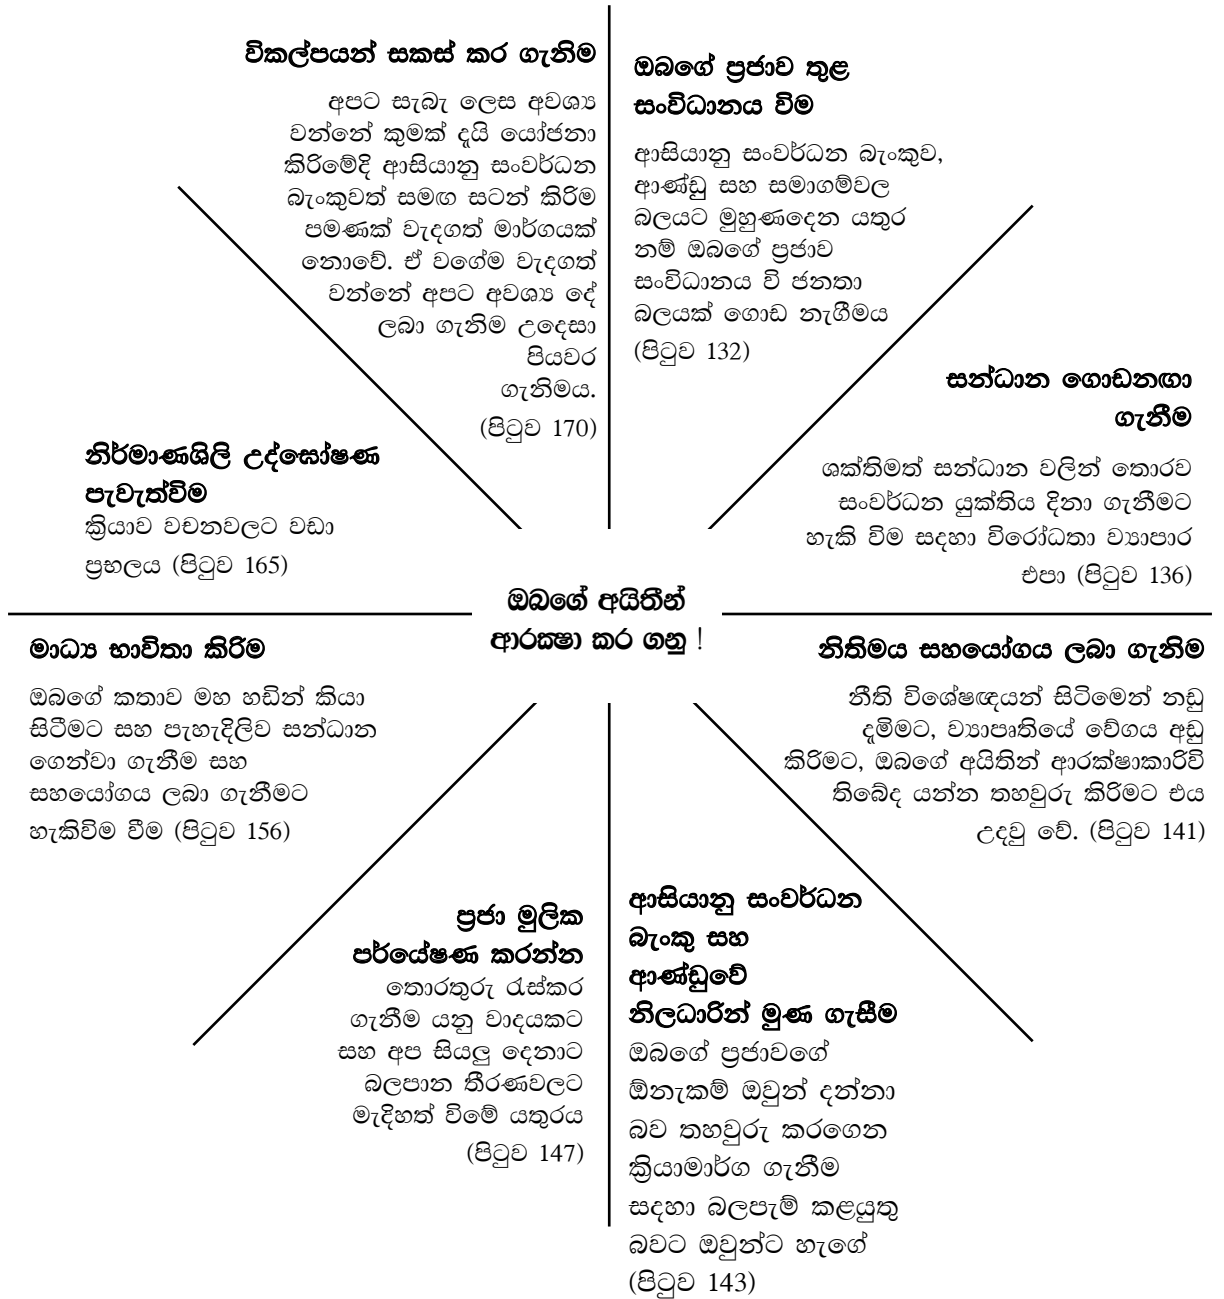 විකල්පයන් සකස් කර ගැනිම
අපට සැබෑ ලෙස අවශ්‍ය
වන්නේ කුමක් දැයි යෝජනා
කිරිමේදි ආසියානු සංවර්ධන
බැංකුවත් සමඟ සටන් කිරිම
පමණක් වැදගත් මාර්ගයක්
නොවේ. ඒ වගේම වැදගත්
වන්නේ අපට අවශ්‍ය දේ
ලබා ගැනිම උදෙසා
පියවර
ගැනිමය.
(පිටුව 170)
ඔබගේ ප්‍රජාව තුළ
සංවිධානය විම
ආසියානු සංවර්ධන බැංකුව,
ආණ්ඩු සහ සමාගම්වල
බලයට මුහුණදෙන යතුර
නම් ඔබගේ ප්‍රජාව
සංවිධානය වි ජනතා
බලයක් ගොඩ නැගීමය
(පිටුව 132)
සන්ධාන ගොඩනඟා
ගැනීම
ශක්තිමත් සන්ධාන වලින් තොරව
සංවර්ධන යුක්තිය දිනා ගැනීමට
හැකි විම සදහා විරෝධතා ව්‍යාපාර
එපා (පිටුව 136)
නිර්මාණශිලි උද්ඝෝෂණ
පැවැත්විම
ක්‍රියාව වචනවලට වඩා
ප්‍රභලය (පිටුව 165)
ඔබගේ අයිතීන්
ආරක්‍ෂා කර ගනු !
මාධ්‍ය භාවිතා කිරිම
ඔබගේ කතාව මහ හඩින් කියා
සිටීමට සහ පැහැදිලිව සන්ධාන
ගෙන්වා ගැනීම සහ
සහයෝගය ලබා ගැනීමට
හැකිවිම වීම (පිටුව 156)
නිතිමය සහයෝගය ලබා ගැනිම
නීති විශේෂඥයන් සිටිමෙන් නඩු
දැමිමට, ව්‍යාපෘතියේ වේගය අඩු
කිරිමට, ඔබගේ අයිතින් ආරක්ෂාකාරිව
තිබේද යන්න තහවුරු කිරිමට එය
උදවු වේ. (පිටුව 141)
ප්‍රජා මුලික
පර්යේෂණ කරන්න
තොරතුරු රැස්කර
ගැනීම යනු වාදයකට
සහ අප සියලු දෙනාට
බලපාන තීරණවලට
මැදිහත් විමේ යතුරය
(පිටුව 147)
ආසියානු සංවර්ධන
බැංකු සහ
ආණ්ඩුවේ
නිලධාරින් මුණ ගැසීම
ඔබගේ ප්‍රජාවගේ
ඕනැකම් ඔවුන් දන්නා
බව තහවුරු කරගෙන
ක්‍රියාමාර්ග ගැනීම
සදහා බලපැම් කළයුතු
බවට ඔවුන්ට හැගේ
(පිටුව 143)